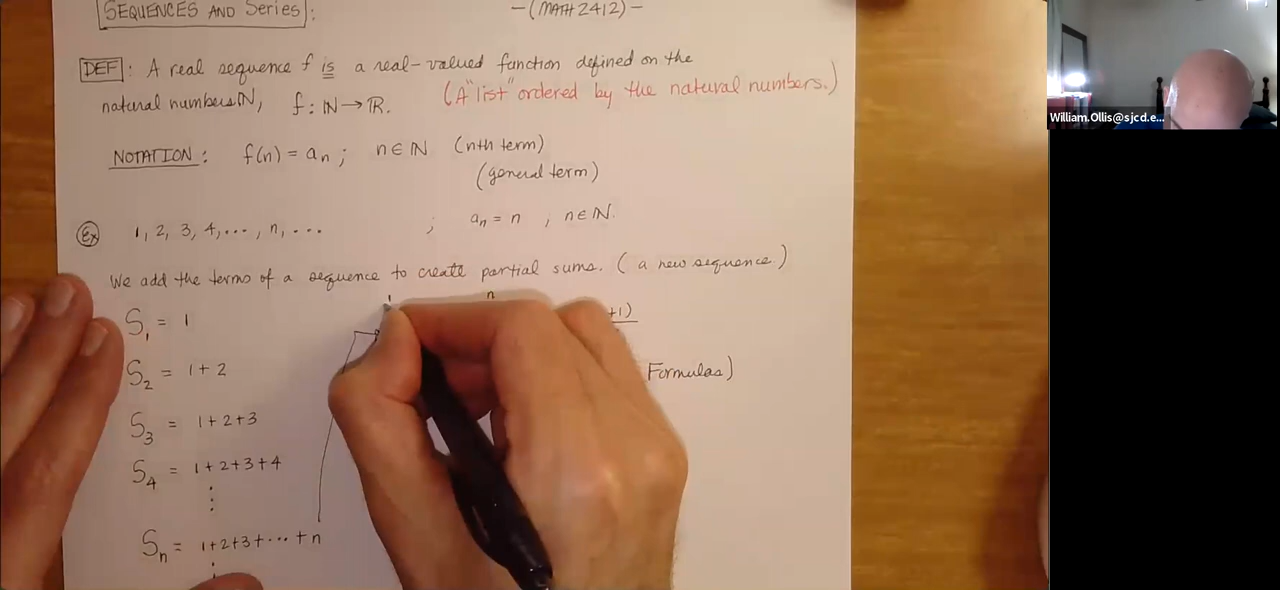 SEQUENCES AND Series:
-(MATH 2412)-
DEF: A real sequence f is a real-valued function defined on the
natural numbers ℕ, f: ℕ→ℝ. (A "list" ordered by the natural numbers.)
NOTATION: f(n) = aₙ; n∈ℕ (nth term)
(general term)
Ex 1, 2, 3, 4, ..., n, ... ; aₙ = n ; n∈ℕ.
We add the terms of a sequence to create partial sums. (a new sequence)
n
S₁ = 1
+1)
S₂ = 1+2
Formulas)
S₃ = 1+2+3
S₄ = 1+2+3+4
⋮
Sₙ = 1+2+3+...+n
⋮
William.Ollis@sjcd.e...